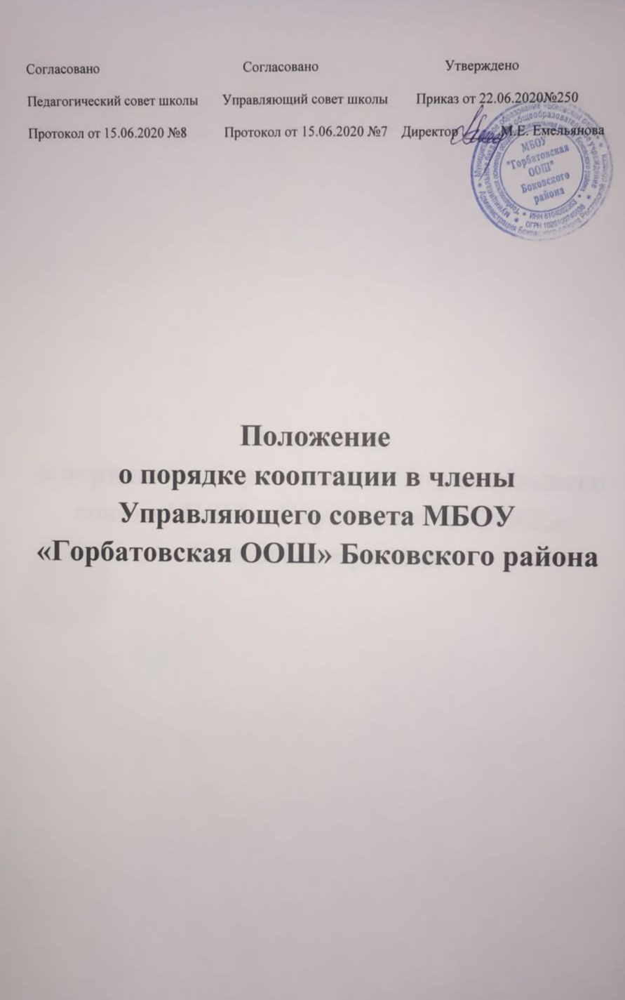 Согласовано Согласовано Утверждено
Педагогический совет школы Управляющий совет школы Приказ от 22.06.2020№250
Протокол от 15.06.2020 №8 Протокол от 15.06.2020 №7 Директор М.Е. Емельянова
МБОУ
"Горбатовская
ООШ"
Боковского
района
Положение
о порядке кооптации в члены
Управляющего совета МБОУ
«Горбатовская ООШ» Боковского района